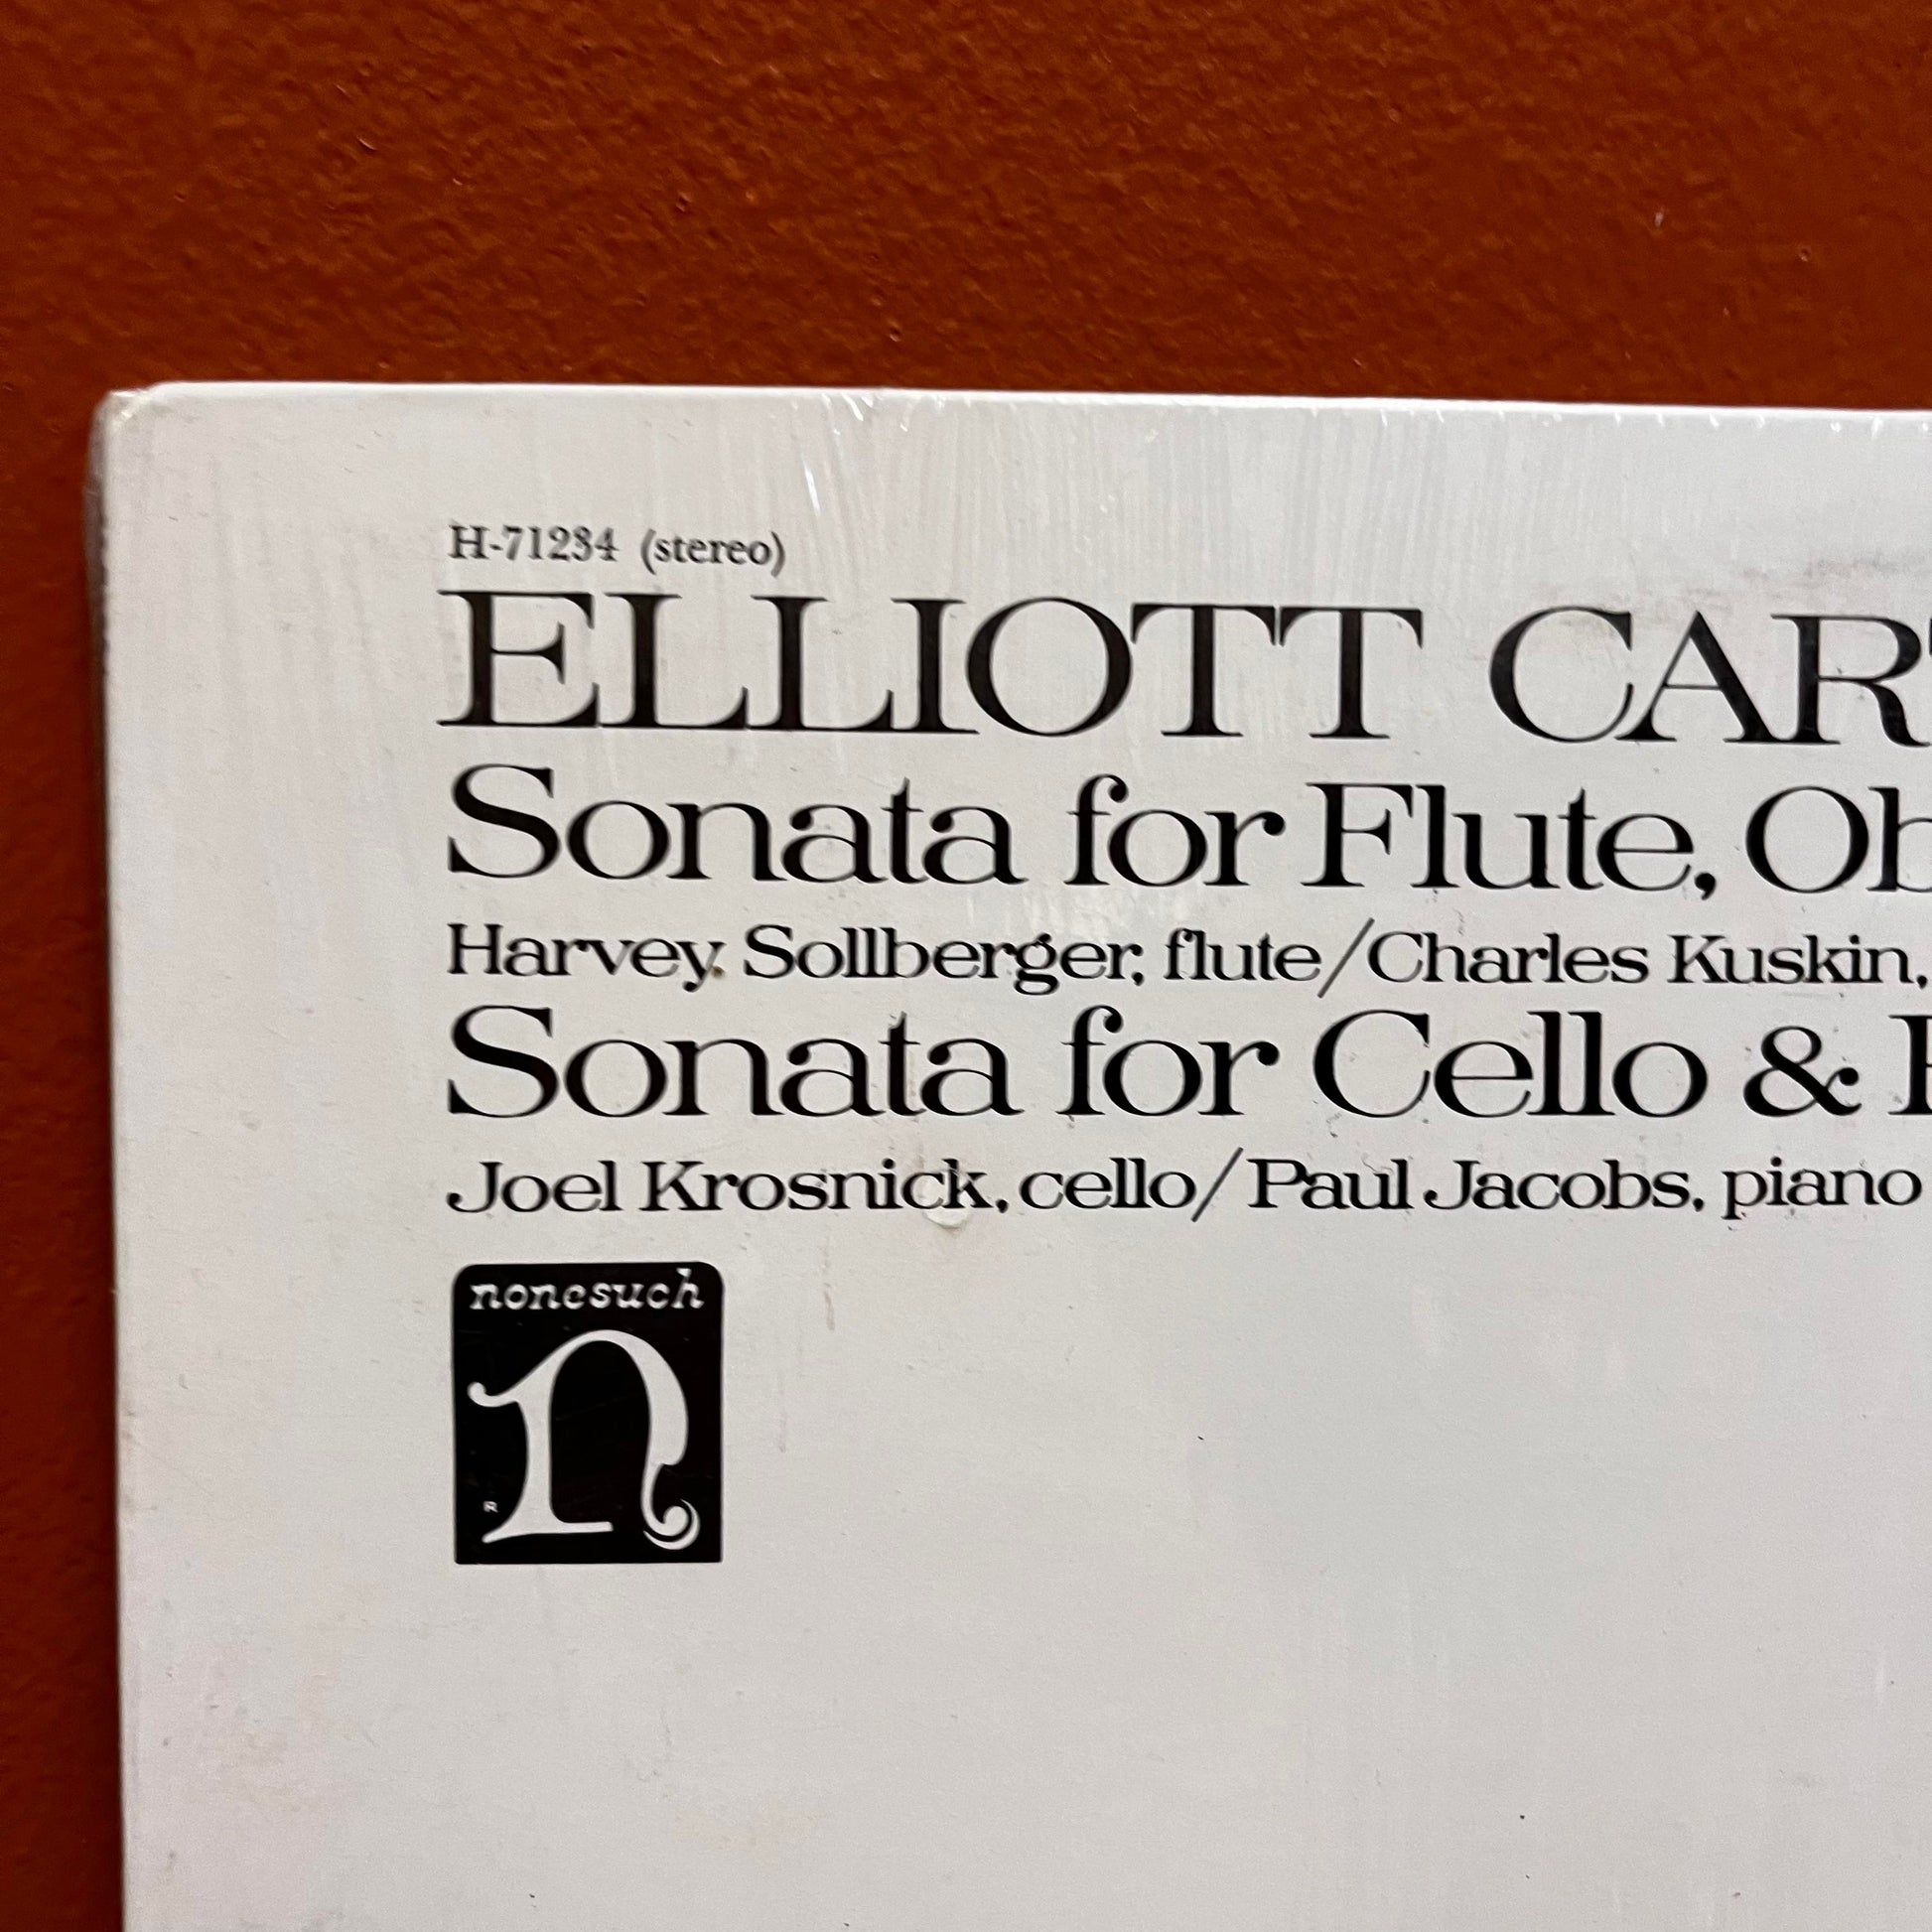 H-71234 (stereo)
ELLIOTT CAR
Sonata for Flute, Ob
Harvey Sollberger, flute/Charles Kuskin,
Sonata for Cello &
Joel Krosnick, cello/Paul Jacobs, piano
nonesuch
n
R